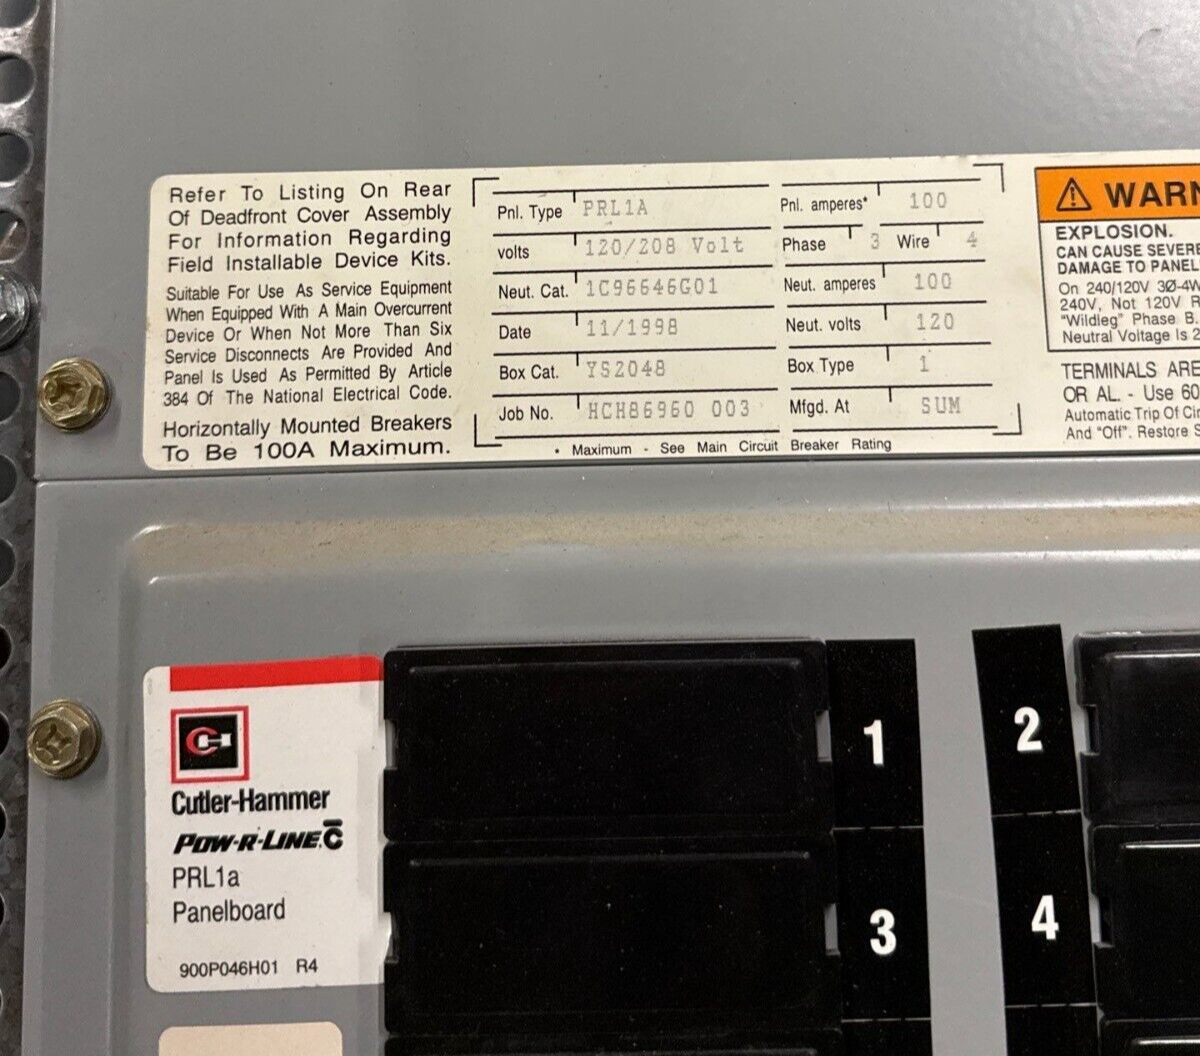 Refer To Listing On Rear
Of Deadfront Cover Assembly
For Information Regarding
Field Installable Device Kits.
Suitable For Use As Service Equipment
When Equipped With A Main Overcurrent
Device Or When Not More Than Six
Service Disconnects Are Provided And
Panel Is Used As Permitted By Article
384 Of The National Electrical Code.
Horizontally Mounted Breakers
To Be 100A Maximum.
Pnl. Type PRL1A Pnl. amperes* 100
volts 120/208 Volt Phase 3 Wire 4
Neut. Cat. 1C96646G01 Neut. amperes 100
Date 11/1998 Neut. volts 120
Box Cat. YS2048 Box Type 1
Job No. HCH86960 003 Mfgd. At SUM
• Maximum - See Main Circuit Breaker Rating
WARN
EXPLOSION.
CAN CAUSE SEVERE
DAMAGE TO PANEL
On 240/120V 3Ø-4W
240V, Not 120V R
"Wildleg" Phase B.
Neutral Voltage Is 2
TERMINALS ARE
OR AL. - Use 60
Automatic Trip Of Ci
And "Off". Restore S
CH
Cutler-Hammer
POW-R-LINE C
PRL1a
Panelboard
900P046H01 R4
1
2
3
4